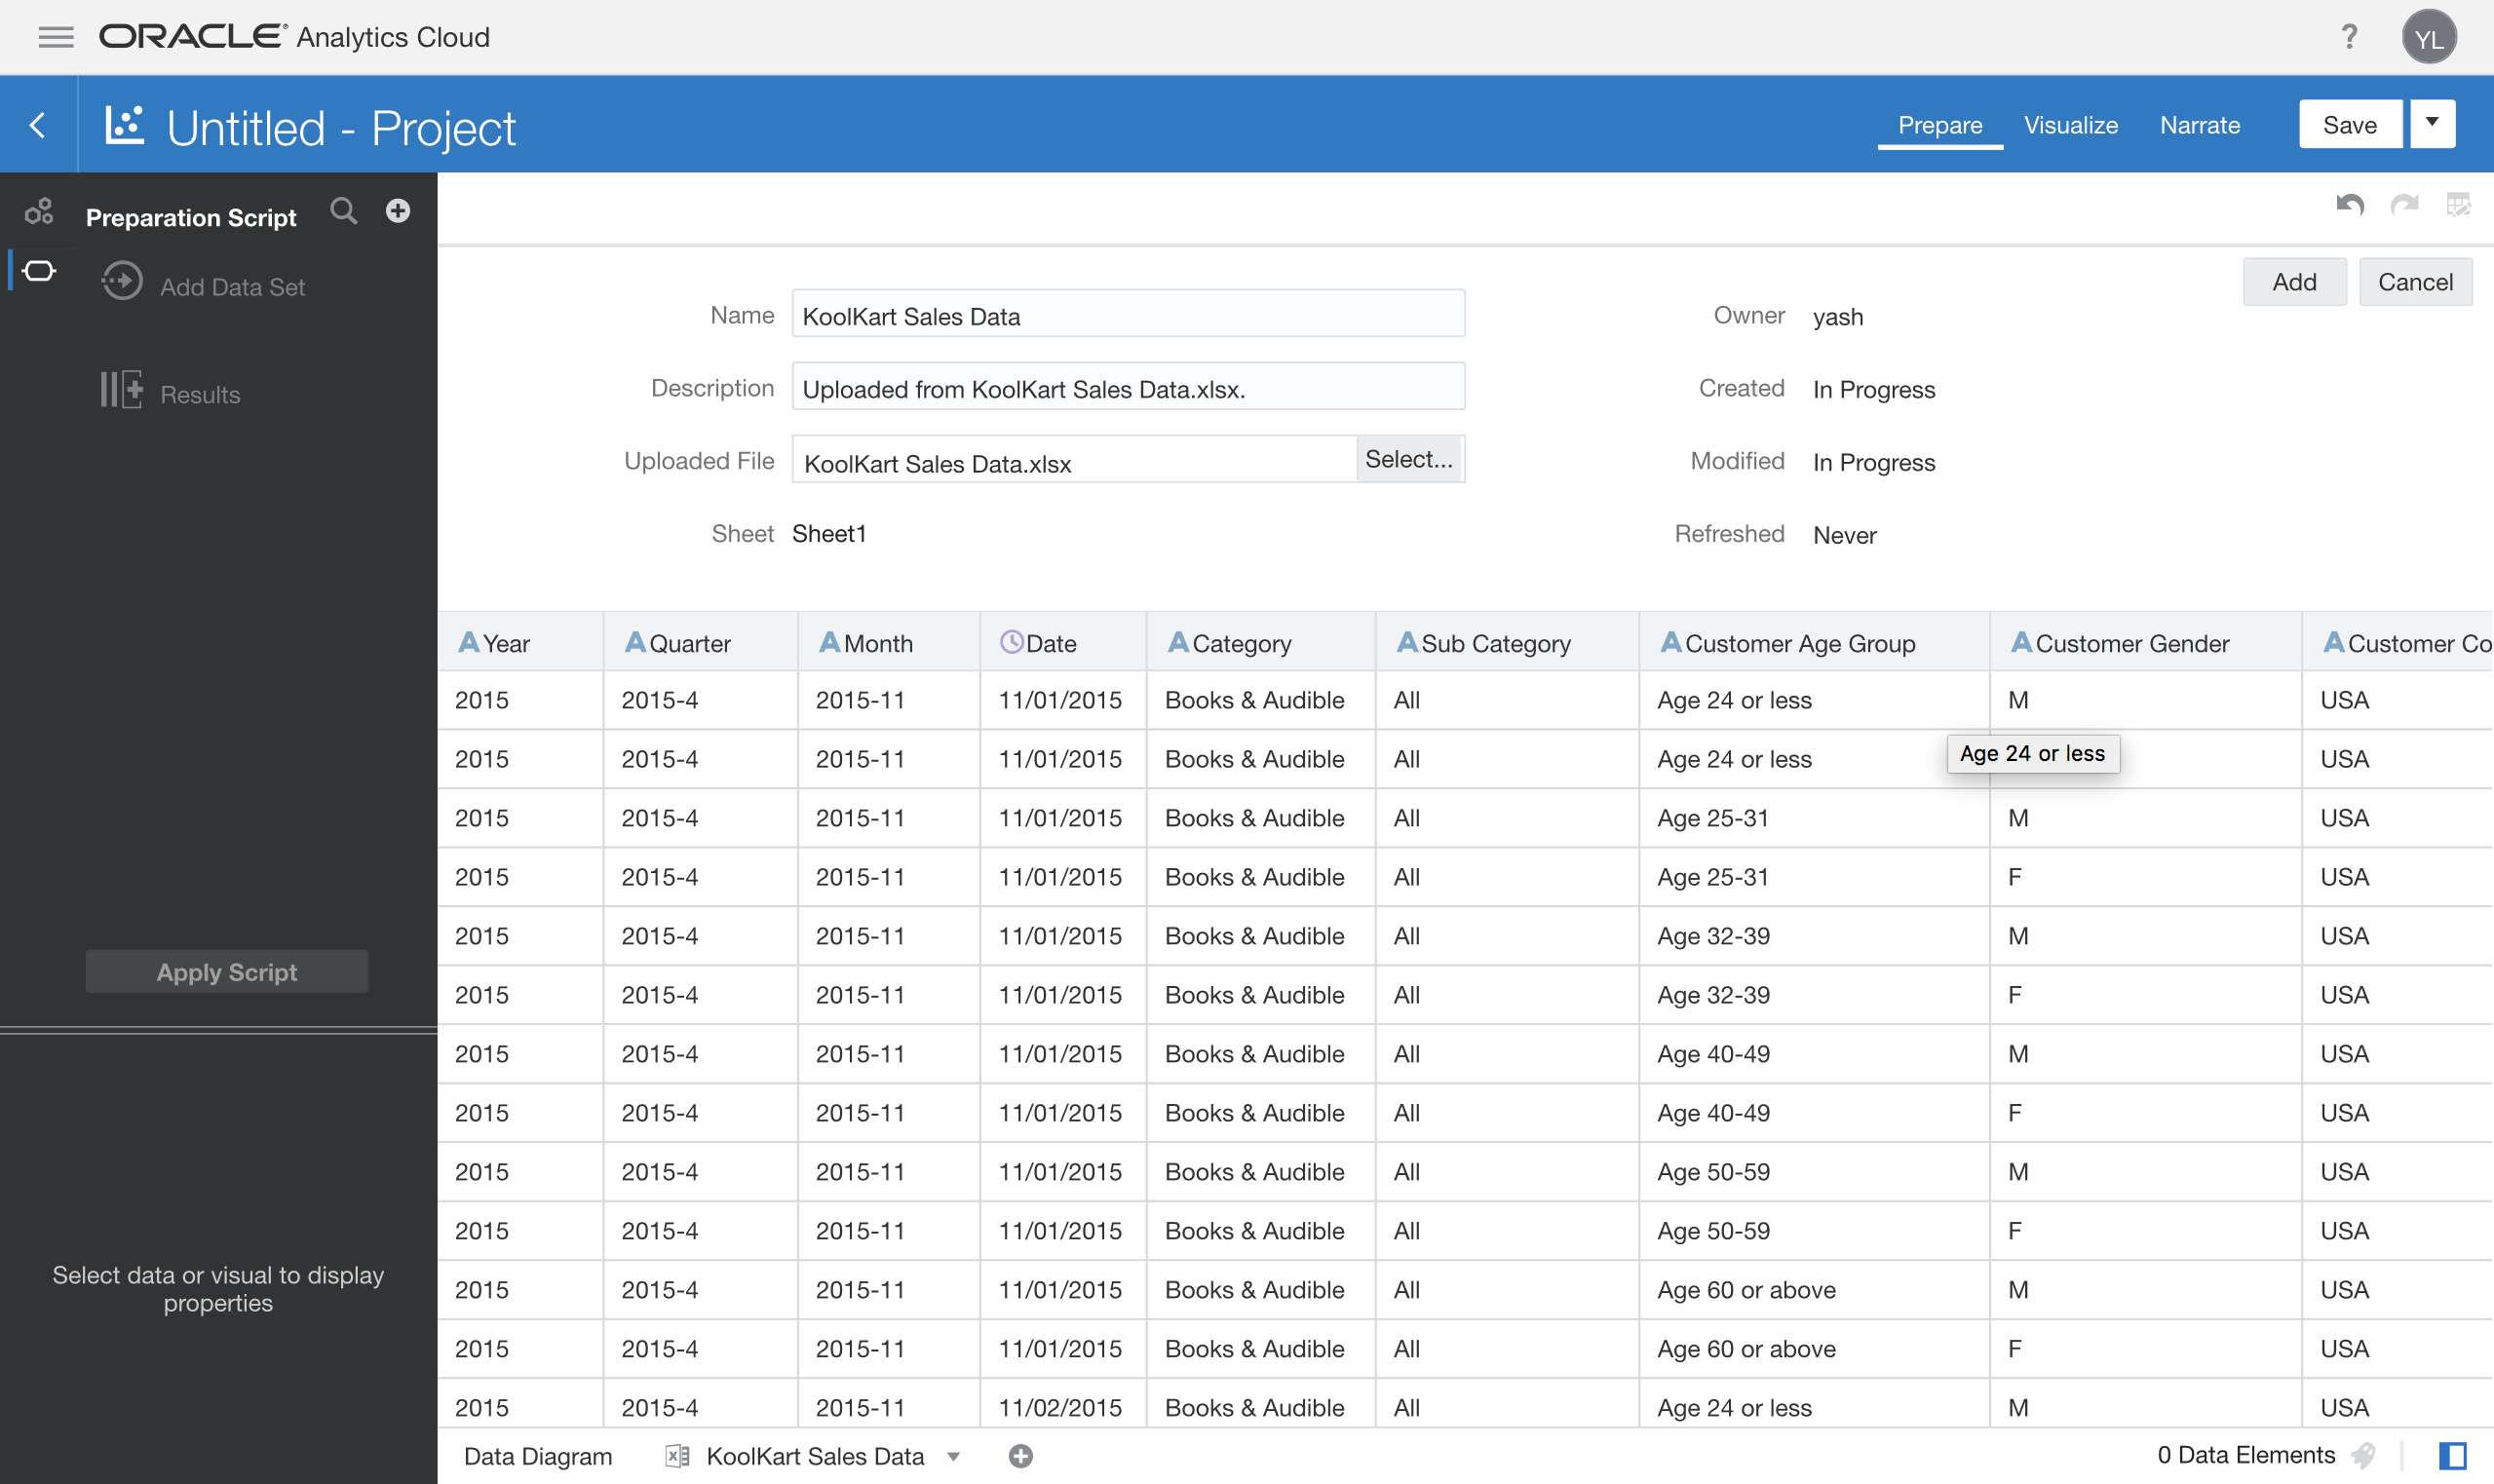 ORACLE® Analytics Cloud
?
YL
Untitled - Project
Prepare Visualize Narrate Save
Preparation Script
Add Data Set
Results
Apply Script
Select data or visual to display
properties
Add Cancel
Name KoolKart Sales Data Owner yash
Description Uploaded from KoolKart Sales Data.xlsx. Created In Progress
Uploaded File KoolKart Sales Data.xlsx Select... Modified In Progress
Sheet Sheet1 Refreshed Never
A Year A Quarter A Month Date A Category A Sub Category A Customer Age Group A Customer Gender A Customer Co
2015 2015-4 2015-11 11/01/2015 Books & Audible All Age 24 or less M USA
2015 2015-4 2015-11 11/01/2015 Books & Audible All Age 24 or less USA
Age 24 or less
2015 2015-4 2015-11 11/01/2015 Books & Audible All Age 25-31 M USA
2015 2015-4 2015-11 11/01/2015 Books & Audible All Age 25-31 F USA
2015 2015-4 2015-11 11/01/2015 Books & Audible All Age 32-39 M USA
2015 2015-4 2015-11 11/01/2015 Books & Audible All Age 32-39 F USA
2015 2015-4 2015-11 11/01/2015 Books & Audible All Age 40-49 M USA
2015 2015-4 2015-11 11/01/2015 Books & Audible All Age 40-49 F USA
2015 2015-4 2015-11 11/01/2015 Books & Audible All Age 50-59 M USA
2015 2015-4 2015-11 11/01/2015 Books & Audible All Age 50-59 F USA
2015 2015-4 2015-11 11/01/2015 Books & Audible All Age 60 or above M USA
2015 2015-4 2015-11 11/01/2015 Books & Audible All Age 60 or above F USA
2015 2015-4 2015-11 11/02/2015 Books & Audible All Age 24 or less M USA
Data Diagram KoolKart Sales Data 0 Data Elements